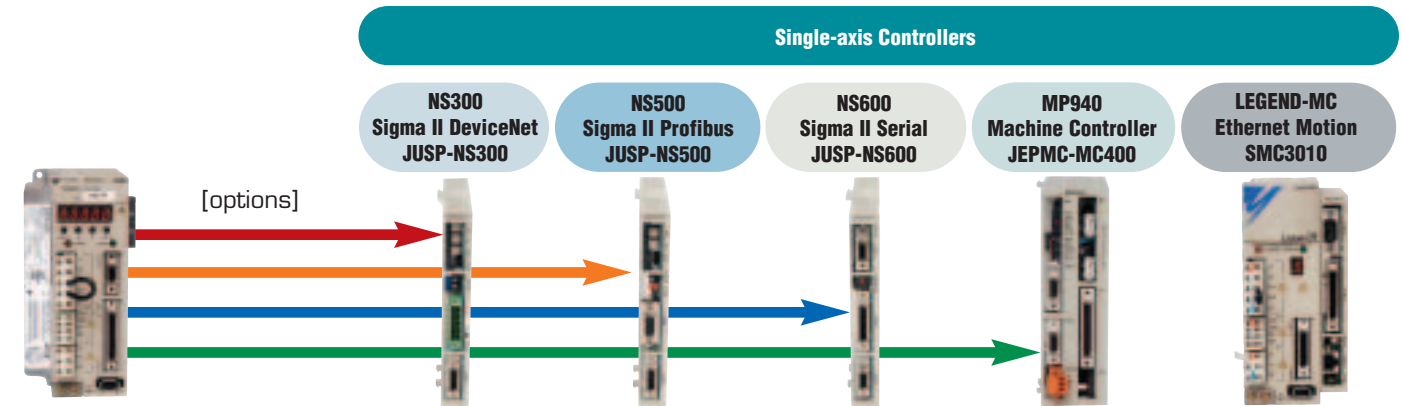 Single-axis Controllers
NS300
Sigma II DeviceNet
JUSP-NS300
NS500
Sigma II Profibus
JUSP-NS500
NS600
Sigma II Serial
JUSP-NS600
MP940
Machine Controller
JEPMC-MC400
LEGEND-MC
Ethernet Motion
SMC3010
[options]